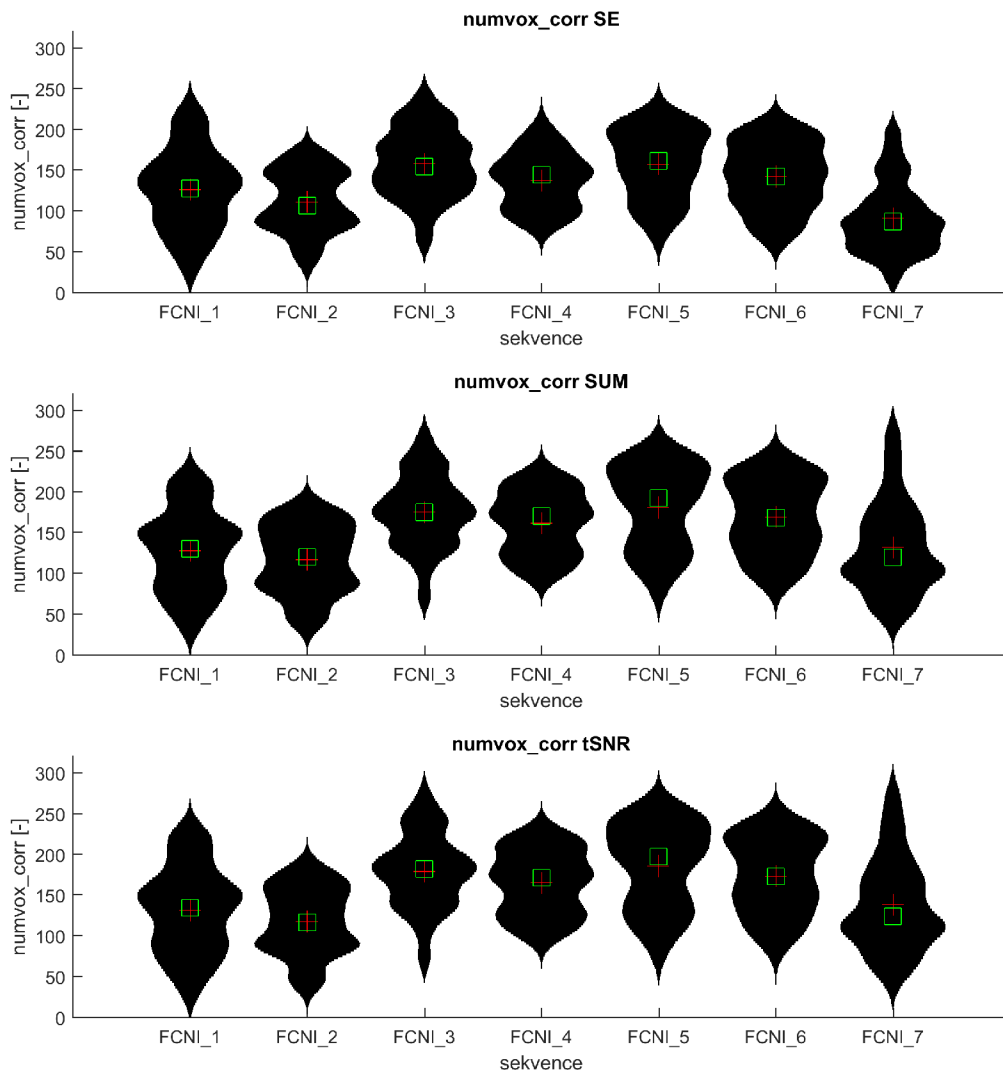 numvox_corr SE
300
250
200
150
100
50
0
numvox_corr [-]
FCNI_1 FCNI_2 FCNI_3 FCNI_4 FCNI_5 FCNI_6 FCNI_7
sekvence
numvox_corr SUM
300
250
200
150
100
50
0
numvox_corr [-]
FCNI_1 FCNI_2 FCNI_3 FCNI_4 FCNI_5 FCNI_6 FCNI_7
sekvence
numvox_corr tSNR
300
250
200
150
100
50
0
numvox_corr [-]
FCNI_1 FCNI_2 FCNI_3 FCNI_4 FCNI_5 FCNI_6 FCNI_7
sekvence